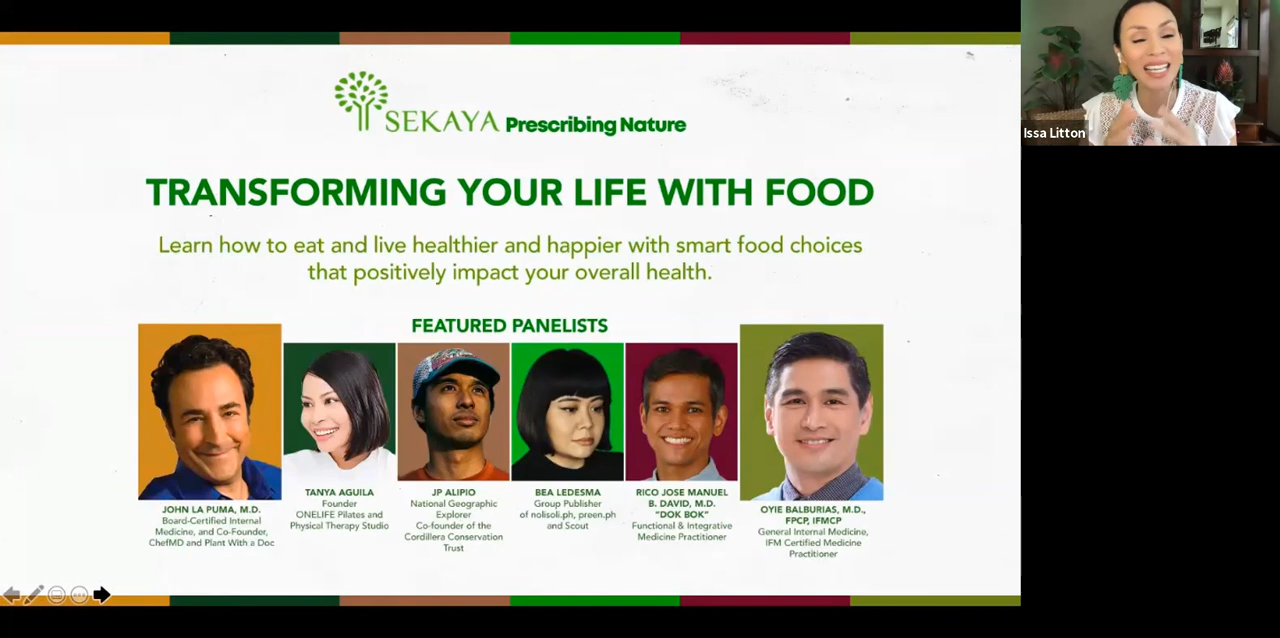 SEKAYA Prescribing Nature
Issa Litton
TRANSFORMING YOUR LIFE WITH FOOD
Learn how to eat and live healthier and happier with smart food choices
that positively impact your overall health.
FEATURED PANELISTS
JOHN LA PUMA, M.D.
Board-Certified Internal
Medicine, and Co-Founder,
ChefMD and Plant With a Doc
TANYA AGUILA
Founder
ONELIFE Pilates and
Physical Therapy Studio
JP ALIPIO
National Geographic
Explorer
Co-founder of the
Cordillera Conservation
Trust
BEA LEDESMA
Group Publisher
of nolisoli.ph, preen.ph
and Scout
RICO JOSE MANUEL
B. DAVID, M.D.
"DOK BOK"
Functional & Integrative
Medicine Practitioner
OYIE BALBURIAS, M.D.,
FPCP, IFMCP
General Internal Medicine,
IFM Certified Medicine
Practitioner